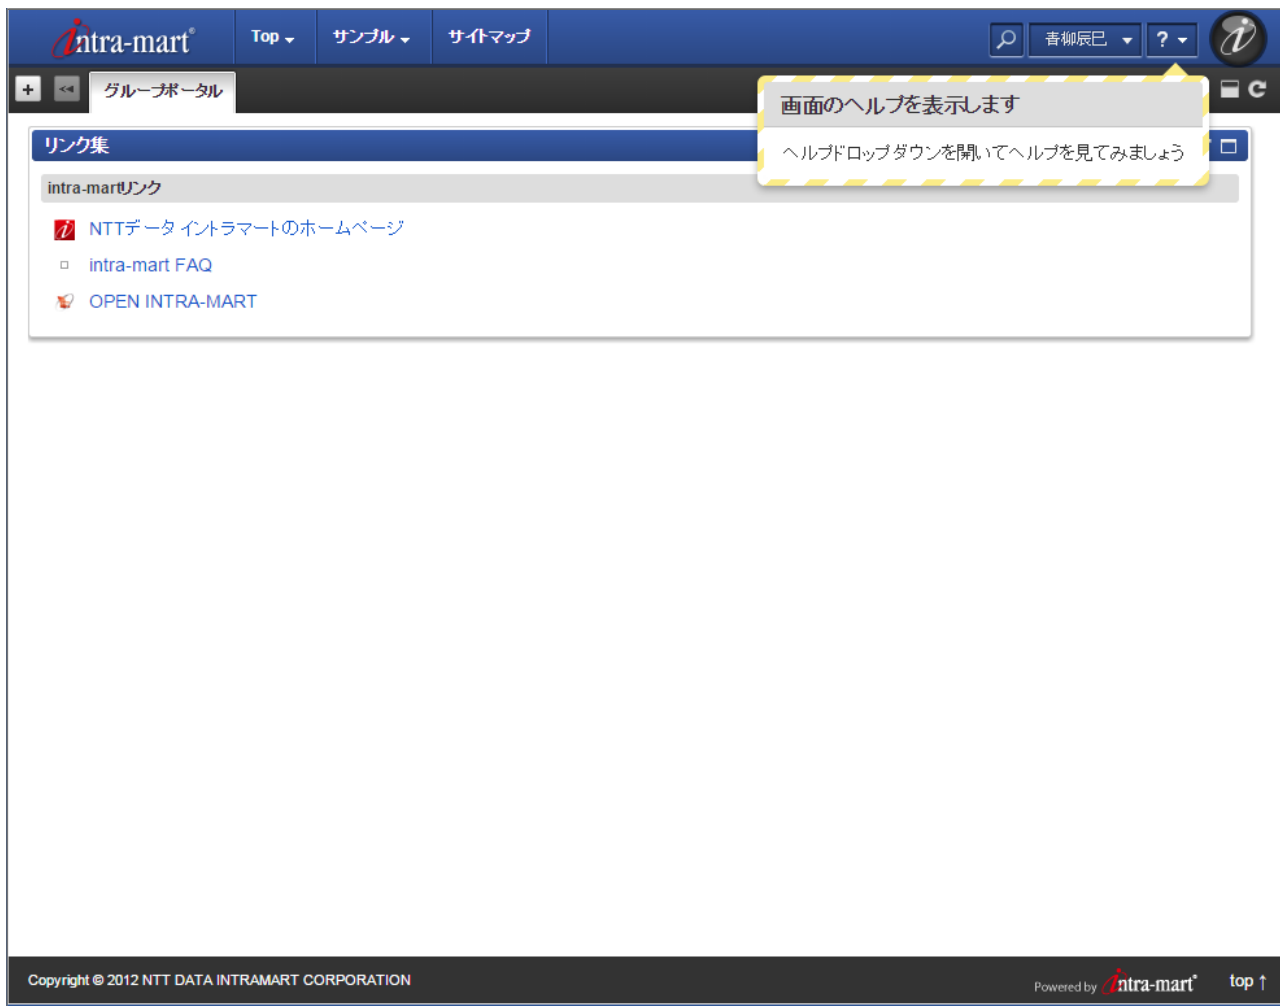 intra-mart®
Top
サンプル
サイトマップ
青柳辰巳
?
グループポータル
画面のヘルプを表示します
ヘルプドロップダウンを開いてヘルプを見てみましょう
リンク集
intra-martリンク
NTTデータ イントラマートのホームページ
intra-mart FAQ
OPEN INTRA-MART
Copyright © 2012 NTT DATA INTRAMART CORPORATION
Powered by intra-mart®
top ↑